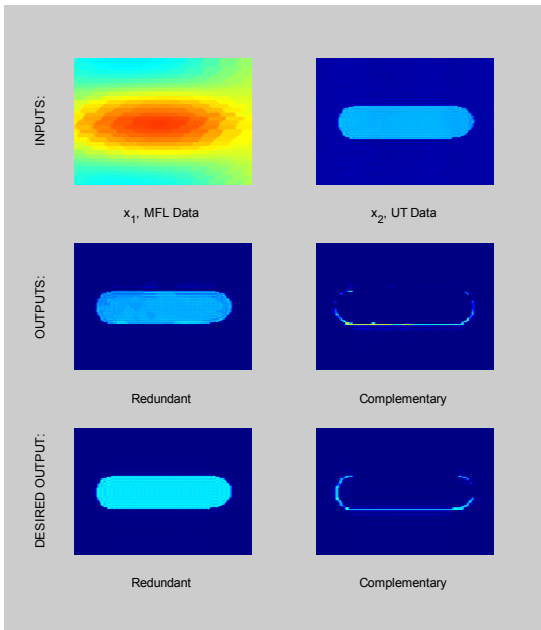 INPUTS:
x1, MFL Data
x2, UT Data
OUTPUTS:
Redundant
Complementary
DESIRED OUTPUT:
Redundant
Complementary